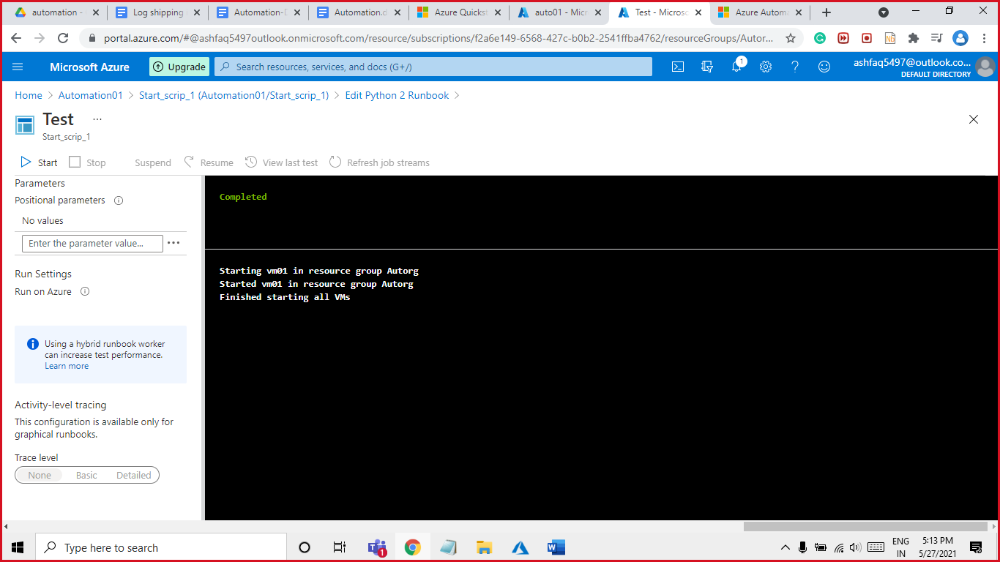 automation -
Log shipping
Automation-D
Automation.d
Azure Quickst
auto01 - Micr
Test - Microsc
Azure Autom
portal.azure.com/#@ashfaq5497outlook.onmicrosoft.com/resource/subscriptions/f2a6e149-6568-427c-b0b2-2541ffba4762/resourceGroups/Autor...
Microsoft Azure
Upgrade
Search resources, services, and docs (G+/)
1
ashfaq5497@outlook.co...
DEFAULT DIRECTORY
Home > Automation01 > Start_scrip_1 (Automation01/Start_scrip_1) > Edit Python 2 Runbook >
Test ...
Start_scrip_1
Start
Stop
Suspend
Resume
View last test
Refresh job streams
Parameters
Positional parameters
No values
Enter the parameter value...
Run Settings
Run on Azure
Using a hybrid runbook worker
can increase test performance.
Learn more
Activity-level tracing
This configuration is available only for
graphical runbooks.
Trace level
None
Basic
Detailed
Completed
Starting vm01 in resource group Autorg
Started vm01 in resource group Autorg
Finished starting all VMs
Type here to search
1
ENG
IN
5:13 PM
5/27/2021